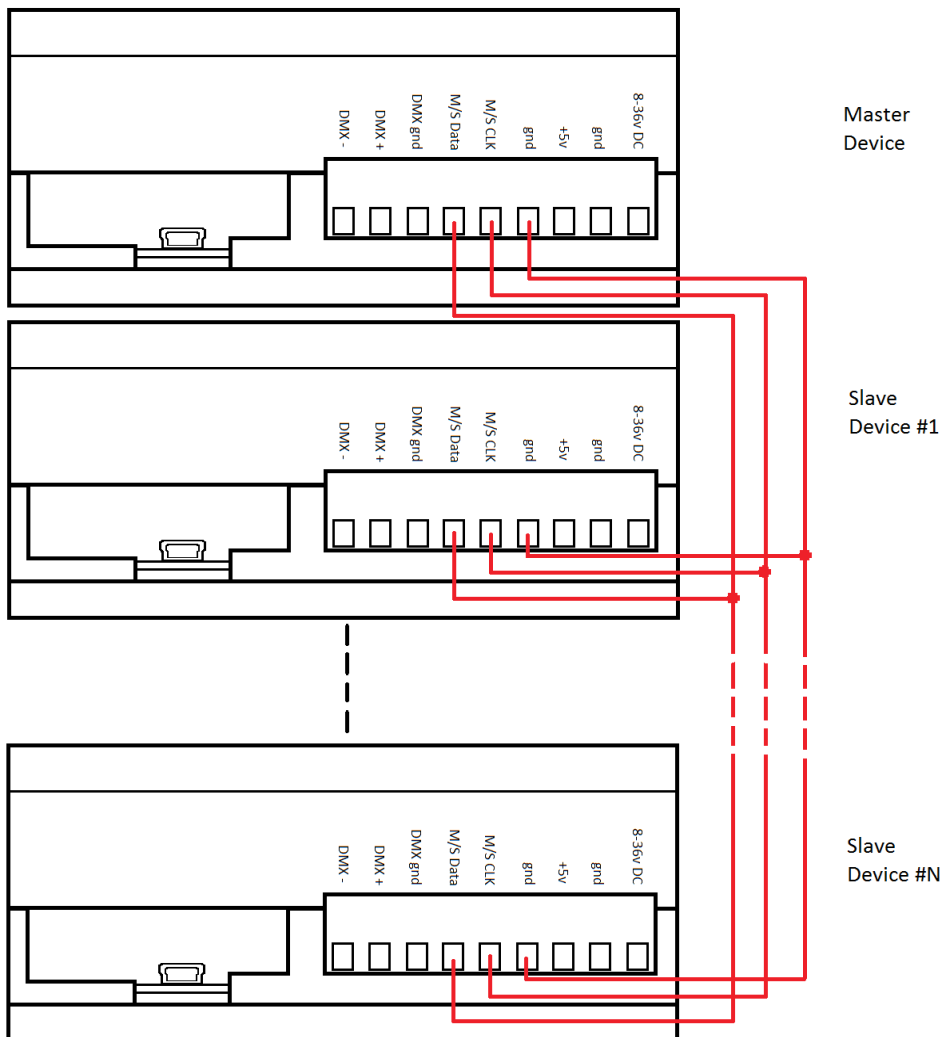 DMX -
DMX +
DMX gnd
M/S Data
M/S CLK
gnd
+5v
gnd
8-36v DC
Master
Device
DMX -
DMX +
DMX gnd
M/S Data
M/S CLK
gnd
+5v
gnd
8-36v DC
Slave
Device #1
DMX -
DMX +
DMX gnd
M/S Data
M/S CLK
gnd
+5v
gnd
8-36v DC
Slave
Device #N